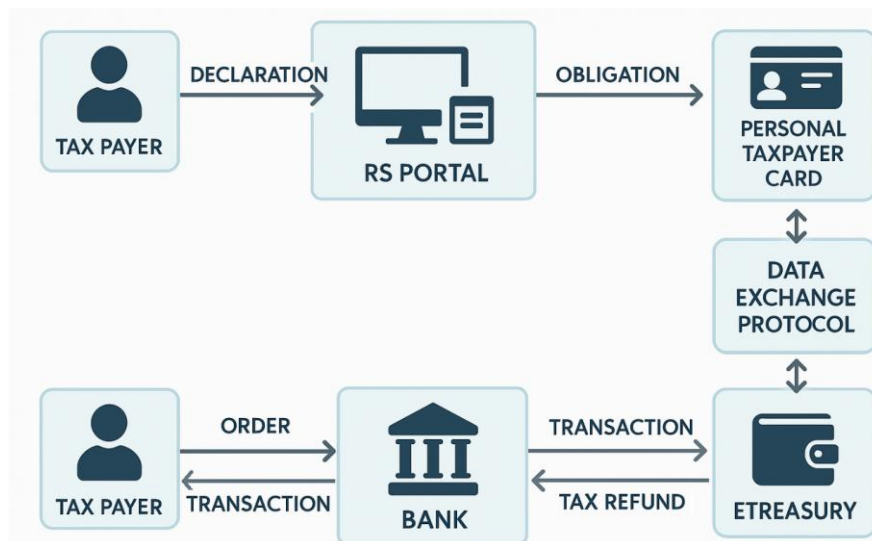 DECLARATION
OBLIGATION
TAX PAYER
RS PORTAL
PERSONAL
TAXPAYER
CARD
DATA
EXCHANGE
PROTOCOL
ORDER
TRANSACTION
TRANSACTION
TAX REFUND
TAX PAYER
BANK
ETREASURY